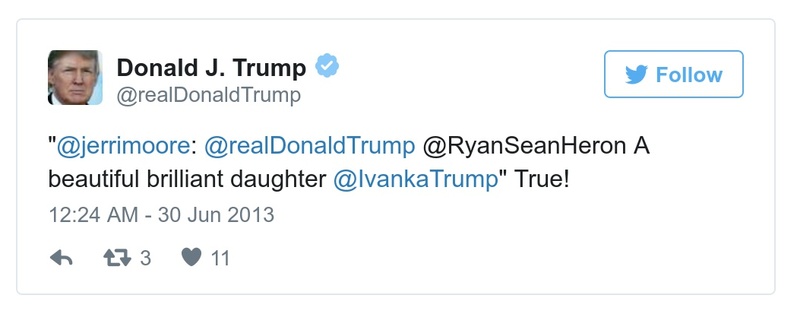 Donald J. Trump
@realDonaldTrump
Follow
"@jerrimoore: @realDonaldTrump @RyanSeanHeron A
beautiful brilliant daughter @IvankaTrump" True!
12:24 AM - 30 Jun 2013
3
11